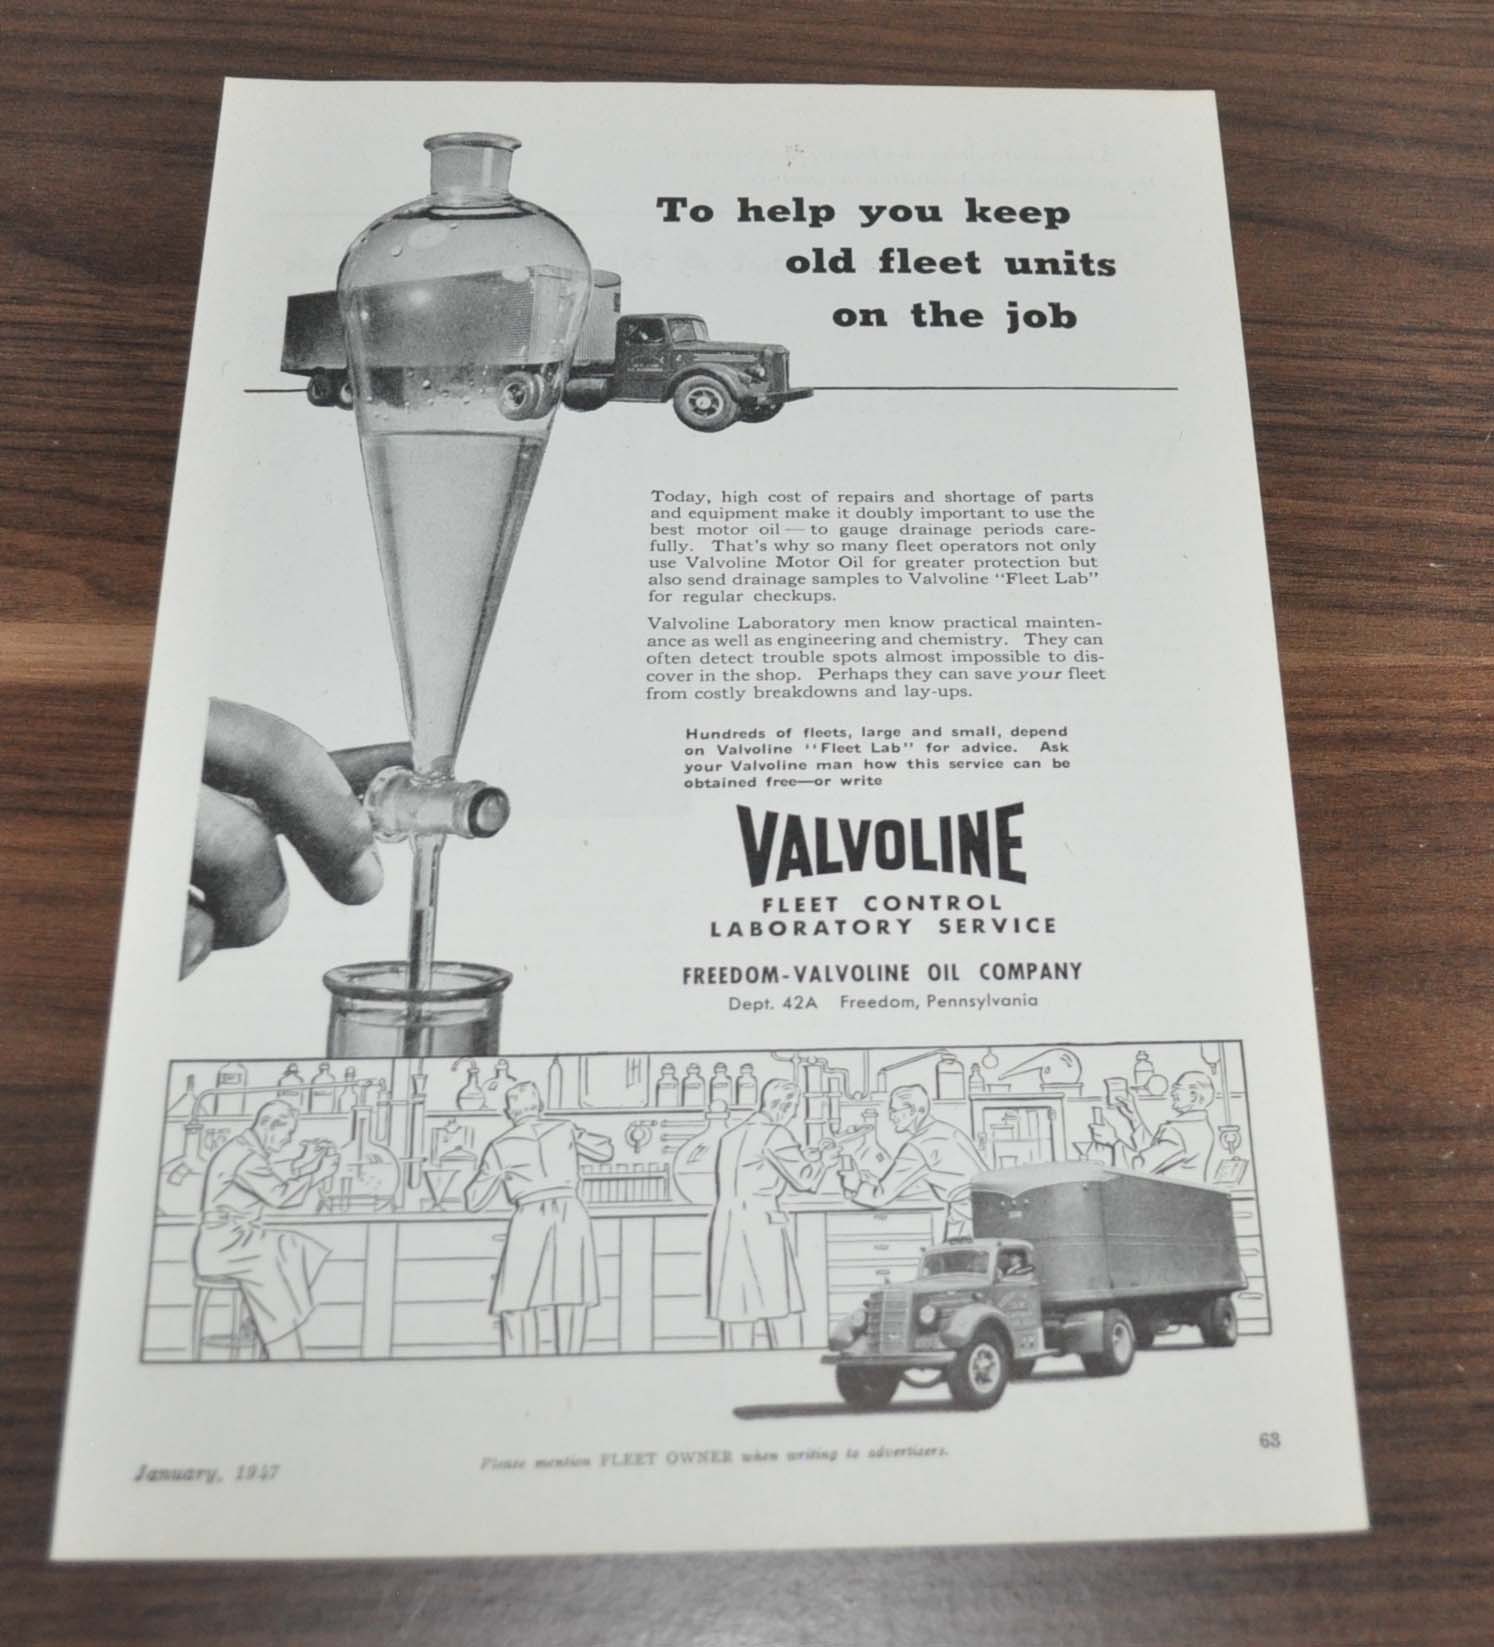 To help you keep
old fleet units
on the job
Today, high cost of repairs and shortage of parts
and equipment make it doubly important to use the
best motor oil — to gauge drainage periods care-
fully. That's why so many fleet operators not only
use Valvoline Motor Oil for greater protection but
also send drainage samples to Valvoline "Fleet Lab"
for regular checkups.
Valvoline Laboratory men know practical mainten-
ance as well as engineering and chemistry. They can
often detect trouble spots almost impossible to dis-
cover in the shop. Perhaps they can save your fleet
from costly breakdowns and lay-ups.
Hundreds of fleets, large and small, depend
on Valvoline "Fleet Lab" for advice. Ask
your Valvoline man how this service can be
obtained free—or write
VALVOLINE
FLEET CONTROL
LABORATORY SERVICE
FREEDOM-VALVOLINE OIL COMPANY
Dept. 42A Freedom, Pennsylvania
January, 1947
Please mention FLEET OWNER when writing to advertizers.
63